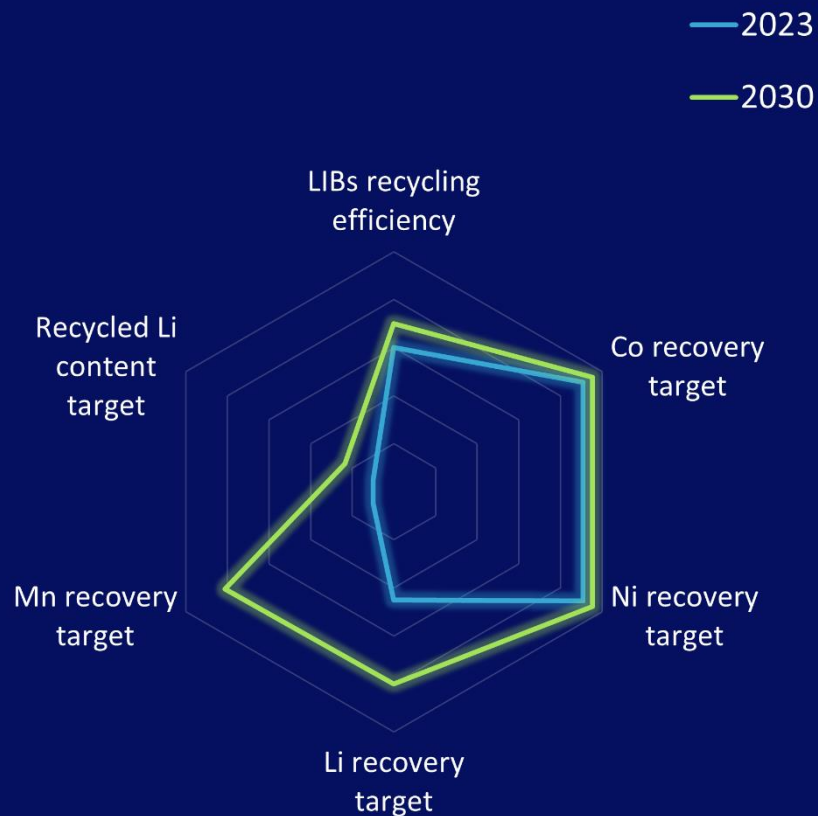 2023
2030
LIBs recycling
efficiency
Recycled Li
content
target
Co recovery
target
Mn recovery
target
Ni recovery
target
Li recovery
target